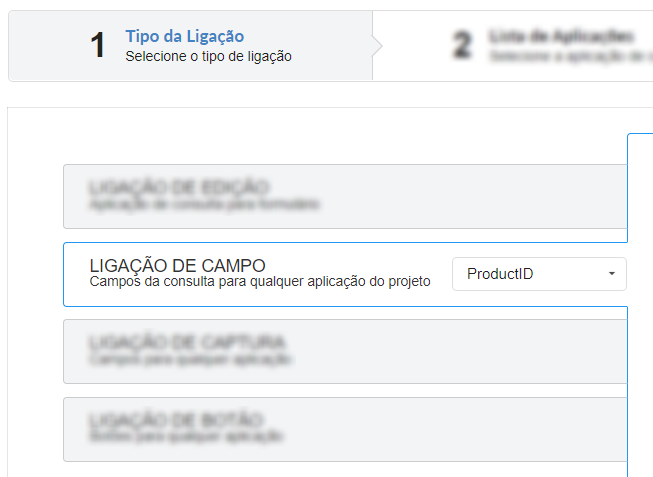 1 Tipo da Ligação
Selecione o tipo de ligação
2 Lista de Aplicações
Selecione a aplicação de
LIGAÇÃO DE EDIÇÃO
Aplicação de consulta para formulário
LIGAÇÃO DE CAMPO
Campos da consulta para qualquer aplicação do projeto
ProductID
LIGAÇÃO DE CAPTURA
Campos para qualquer aplicação
LIGAÇÃO DE BOTÃO
Botões para qualquer aplicação